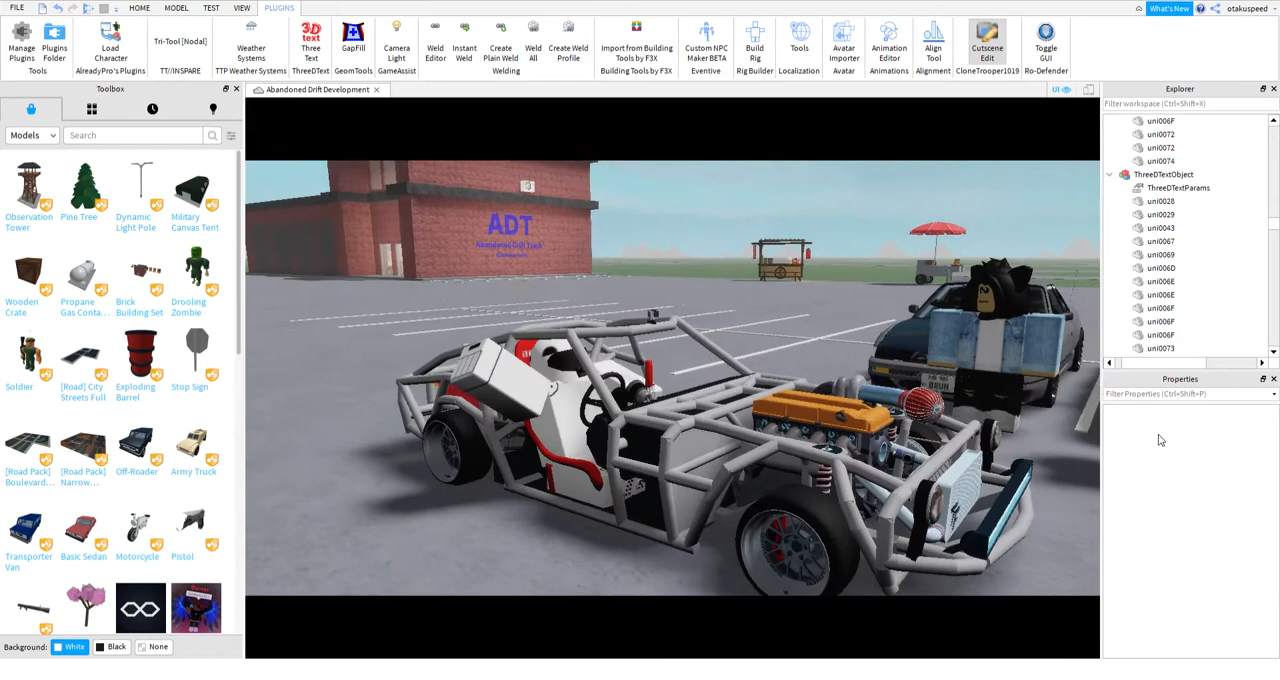 FILE
HOME
MODEL
TEST
VIEW
PLUGINS
What's New
otakuspeed
Manage Plugins
Plugins Folder
Tools
Load Character
AlreadyPro's Plugins
Tri-Tool [Nodal]
TT//INSPARE
Weather Systems
TTP Weather Systems
3D text
Three Text
ThreeDText
GapFill
GeomTools
Camera Light
GameAssist
Weld Editor
Instant Weld
Create Plain Weld
Weld All
Create Weld Profile
Welding
Import from Building Tools by F3X
Building Tools by F3X
Custom NPC Maker BETA
Eventive
Build Rig
Rig Builder
Tools
Localization
Avatar Importer
Avatar
Animation Editor
Animations
Align Tool
Alignment
Cutscene Edit
CloneTrooper1019
Toggle GUI
Ro-Defender
Toolbox
Models
Search
Observation Tower
Pine Tree
Dynamic Light Pole
Military Canvas Tent
Wooden Crate
Propane Gas Conta...
Brick Building Set
Drooling Zombie
Soldier
[Road] City Streets Full
Exploding Barrel
Stop Sign
[Road Pack] Boulevard...
[Road Pack] Narrow...
Off-Roader
Army Truck
Transporter Van
Basic Sedan
Motorcycle
Pistol
Background:
White
Black
None
Abandoned Drift Development
UI
ADT
Abandoned Drift Track
BRUH
Explorer
Filter workspace (Ctrl+Shift+X)
uni006F
uni0072
uni0072
uni0074
ThreeDTextObject
ThreeDTextParams
uni0028
uni0029
uni0043
uni0067
uni0069
uni006D
uni006E
uni006E
uni006F
uni006F
uni006F
uni0073
Properties
Filter Properties (Ctrl+Shift+P)